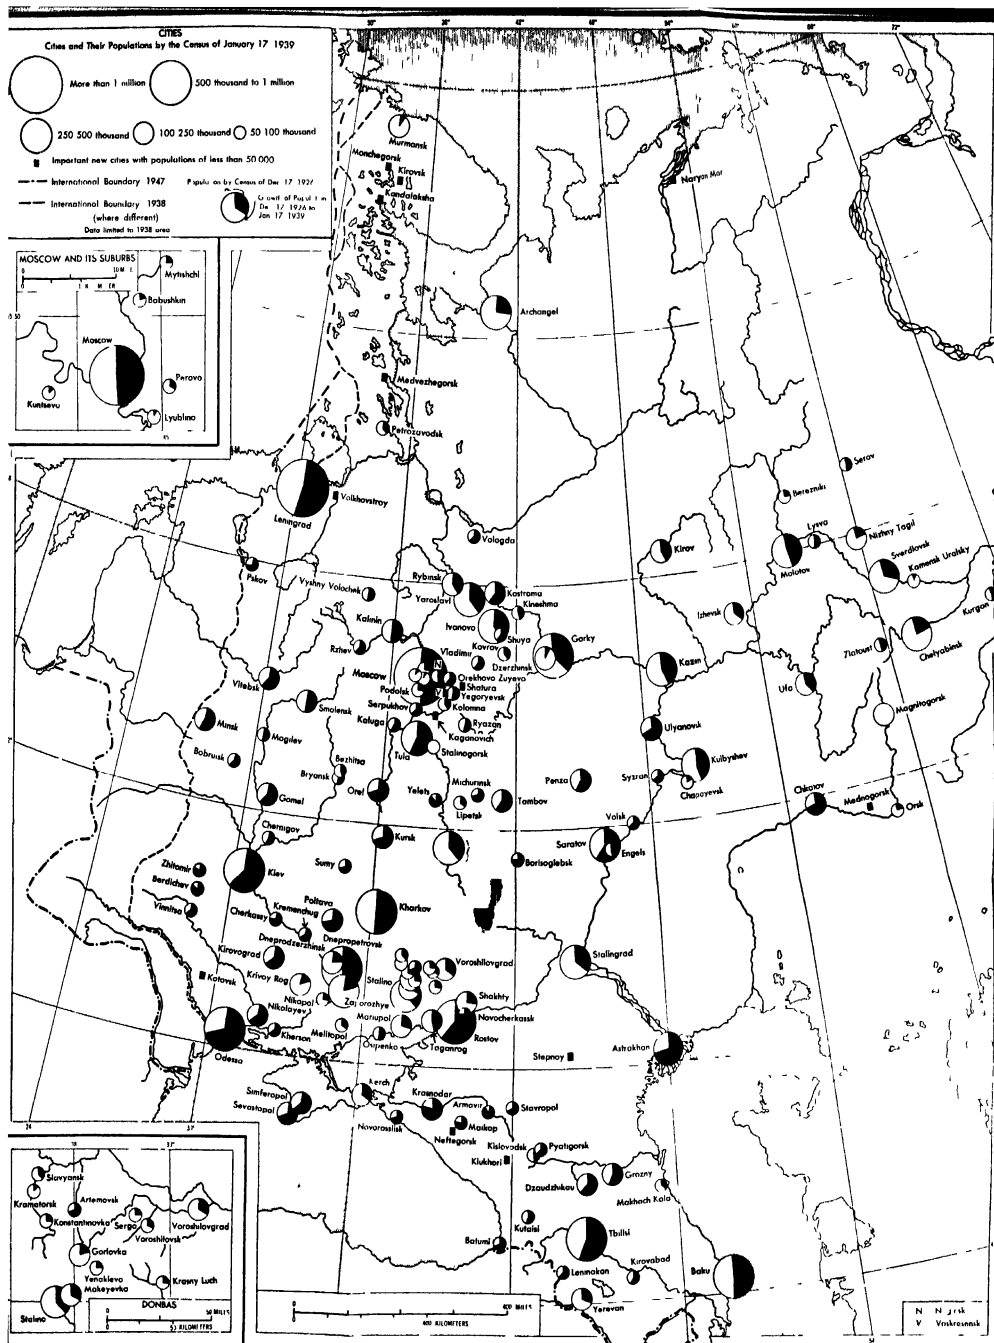 CITIES
Cities and Their Populations by the Census of January 17 1939
More than 1 million
500 thousand to 1 million
250 500 thousand
100 250 thousand
50 100 thousand
Important new cities with populations of less than 50 000
International Boundary 1947
International Boundary 1938
(where different)
Data limited to 1938 area
Jan 17 1939
MOSCOW AND ITS SUBURBS
Mytishchi
Babushkin
Moscow
Perovo
Kuntsevo
Lyublino
Murmansk
Monchegorsk
Kirovsk
Kandalaksha
Naryan Mar
Archangel
Medvezhegorsk
Petrozavodsk
Leningrad
Volkhovstroy
Vologda
Serov
Berezniki
Lysva
Nizhny Tagil
Molotov
Sverdlovsk
Kamensk Uralsky
Kirov
Pskov
Vyshny Volochek
Rybinsk
Yaroslavl
Kostroma
Kineshma
Kurgan
Izhevsk
Kalinin
Ivanovo
Shuya
Gorky
Rzhev
Vladimir
Kovrov
Dzerzhinsk
Kazan
Zlatoust
Chelyabinsk
Vitebsk
Moscow
N
Orekhovo Zuyevo
Shatura
Podolsk
V
Yegoryevsk
Ufa
Smolensk
Serpukhov
Kolomna
Magnitogorsk
Minsk
Kaluga
Ryazan
Kaganovich
Ulyanovsk
Mogilev
Tula
Stalinogorsk
Bobruisk
Bezhitsa
Bryansk
Kuibyshev
Syzran
Chapayevsk
Penza
Gomel
Orel
Yelets
Michurinsk
Lipetsk
Tambov
Chkalov
Mednogorsk
Orsk
Chernigov
Kursk
Volsk
Saratov
Engels
Borisoglebsk
Zhitomir
Kiev
Sumy
Berdichev
Vinnitsa
Poltava
Kharkov
Kremenchug
Cherkassy
Dneprodzerzhinsk
Dnepropetrovsk
Kirovograd
Stalino
Voroshilovgrad
Stalingrad
Kotovsk
Krivoy Rog
Nikopol
Zaporozhye
Shakhty
Nikolayev
Mariupol
Novocherkassk
Kherson
Melitopol
Osipenko
Taganrog
Rostov
Odessa
Stepnoy
Astrakhan
Simferopol
Sevastopol
Kerch
Krasnodar
Armavir
Stavropol
Novorossiisk
Maikop
Neftegorsk
Kislovodsk
Pyatigorsk
Klukhori
Dzaudzhikau
Grozny
Makhach Kala
Kutaisi
Batumi
Tbilisi
Leninakan
Kirovabad
Baku
Yerevan
Slavyansk
Kramatorsk
Artemovsk
Konstantinovka
Sergo
Voroshilovsk
Voroshilovgrad
Gorlovka
Yenakievo
Makeyevka
Krasny Luch
Stalino
DONBAS
50 MILES
KILOMETERS
400 MILES
400 KILOMETERS